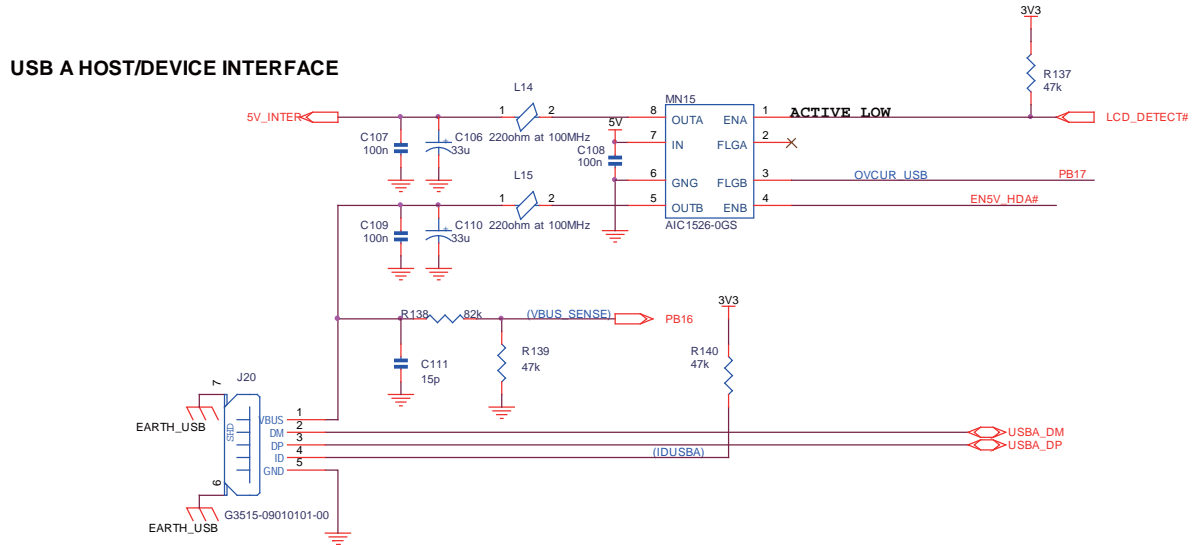 USB A HOST/DEVICE INTERFACE
3V3
R137
47k
L14
MN15
5V_INTER
1 2
8 OUTA ENA 1
ACTIVE LOW
LCD_DETECT#
C107
100n
C106
33u
220ohm at 100MHz
5V
7 IN FLGA 2
C108
100n
L15
6 GNG FLGB 3
OVCUR_USB
PB17
1 2
5 OUTB ENB 4
EN5V_HDA#
AIC1526-0GS
C109
100n
C110
33u
220ohm at 100MHz
3V3
R138 82k
(VBUS_SENSE)
PB16
C111
15p
R139
47k
R140
47k
J20
7
EARTH_USB
SHD
VBUS 1
DM 2
DP 3
ID 4
GND 5
USBA_DM
USBA_DP
(IDUSBA)
6
EARTH_USB
G3515-09010101-00